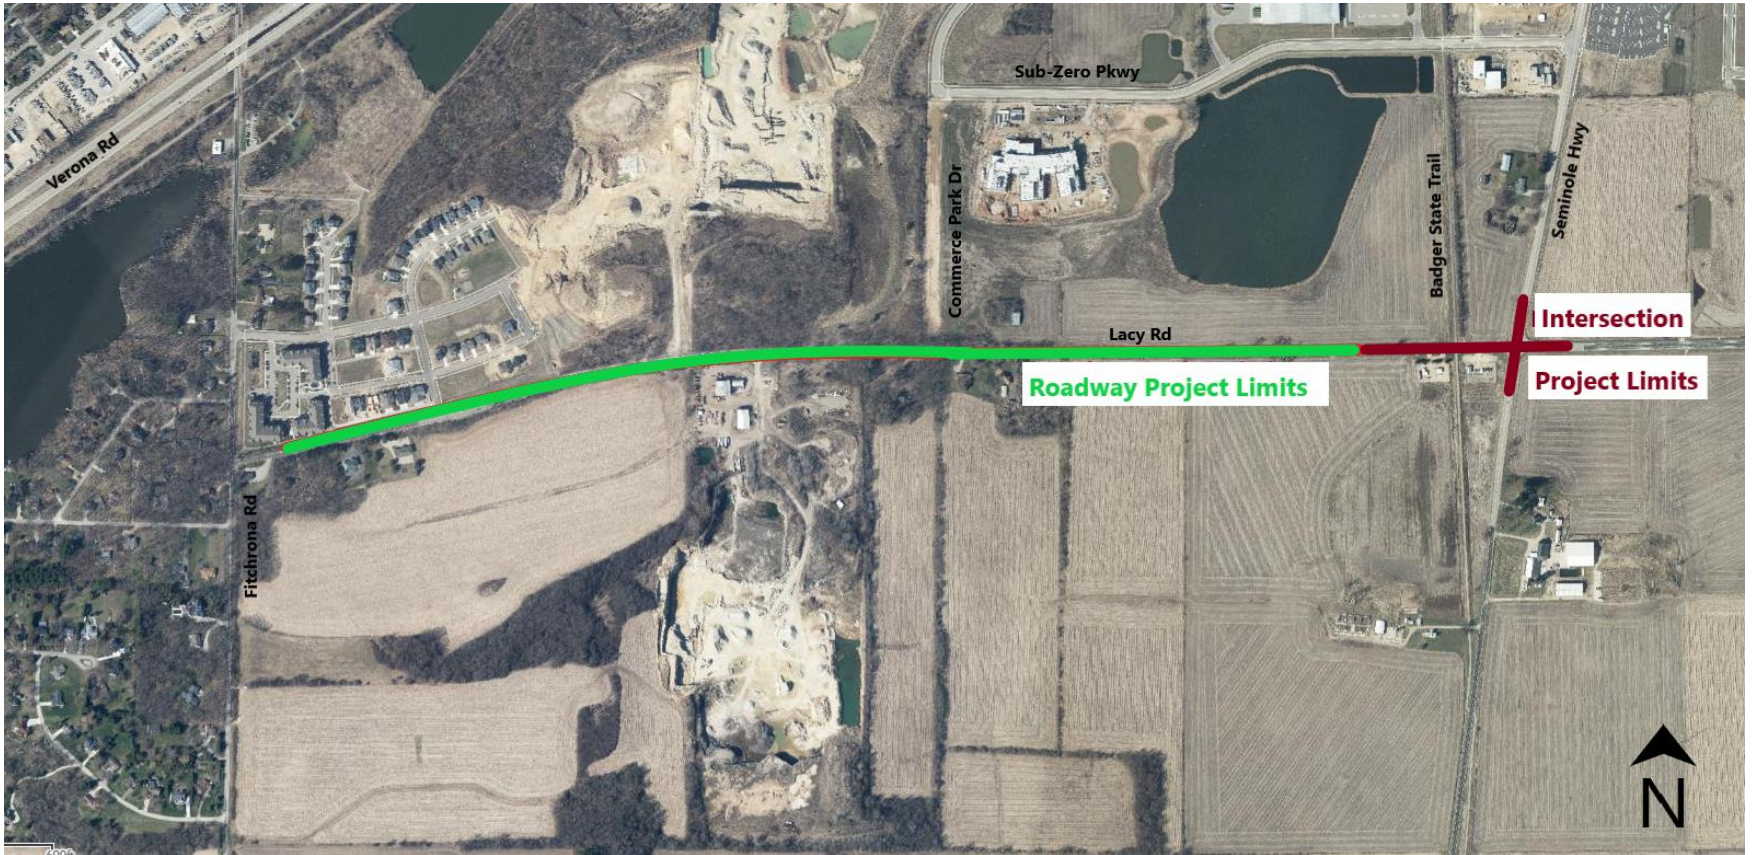 Sub-Zero Pkwy
Verona Rd
Commerce Park Dr
Badger State Trail
Seminole Hwy
Intersection
Lacy Rd
Roadway Project Limits
Project Limits
Fitchrona Rd
N